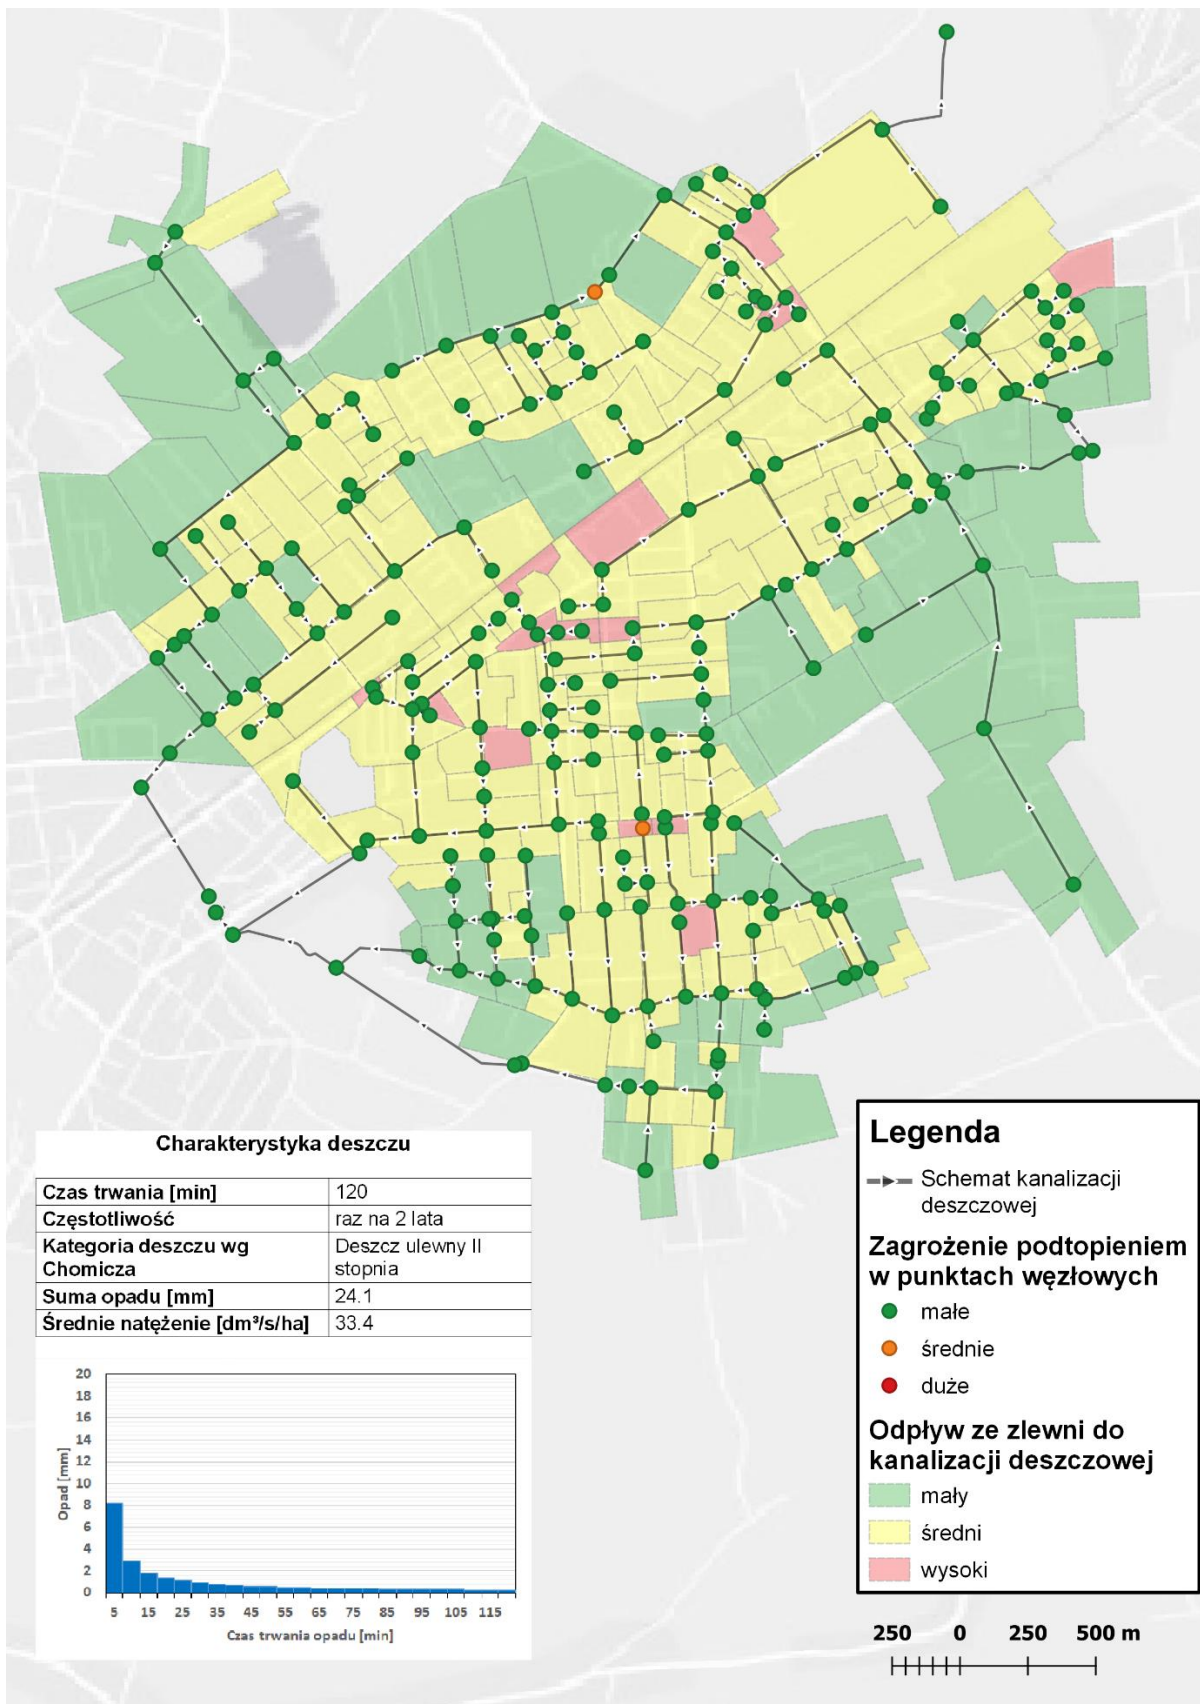 Charakterystyka deszczu
Czas trwania [min] 120
Częstotliwość raz na 2 lata
Kategoria deszczu wg Deszcz ulewny II
Chomicza stopnia
Suma opadu [mm] 24.1
Średnie natężenie [dm³/s/ha] 33.4
20
18
16
14
12
10
8
6
4
2
0
Opad [mm]
5 15 25 35 45 55 65 75 85 95 105 115
Czas trwania opadu [min]
Legenda
Schemat kanalizacji
deszczowej
Zagrożenie podtopieniem
w punktach węzłowych
małe
średnie
duże
Odpływ ze zlewni do
kanalizacji deszczowej
mały
średni
wysoki
250 0 250 500 m